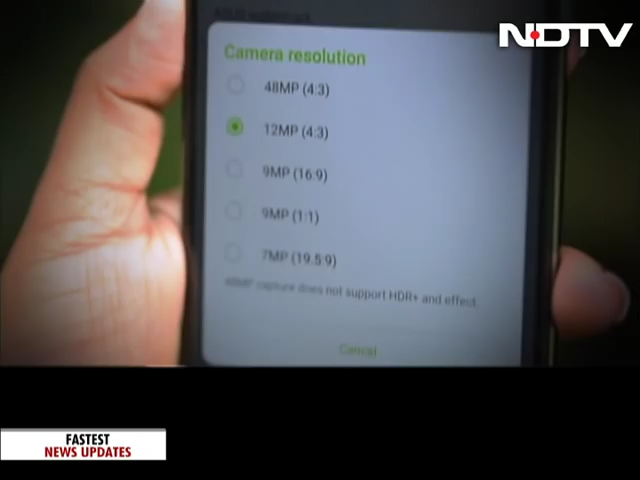 NDTV
Camera resolution
48MP (4:3)
12MP (4:3)
9MP (16:9)
9MP (1:1)
7MP (19.5:9)
48MP capture does not support HDR+ and effect.
Cancel
FASTEST
NEWS UPDATES